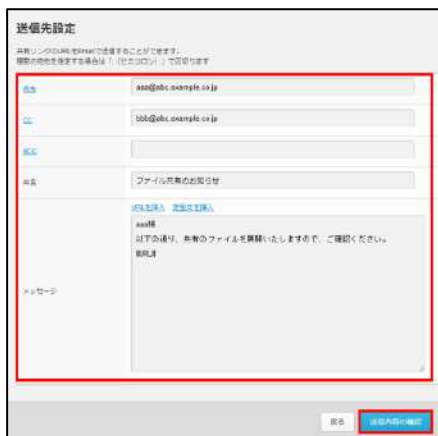 送信先設定
共有リンクのURLをEmailで送信することができます。
複数の宛先を指定する場合は「;（セミコロン）」で区切ります
宛先
aaa@abc.example.co.jp
CC
bbb@abc.example.co.jp
BCC
件名
ファイル共有のお知らせ
URLを挿入 定型文を挿入
メッセージ
aaa様
以下の通り、共有のファイルを展開いたしますので、ご確認ください。
#URL#
戻る
送信内容の確認